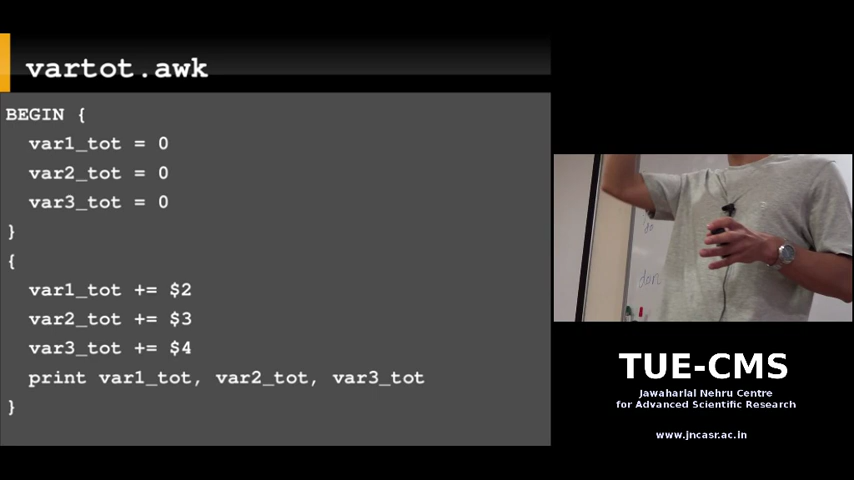 vartot.awk
BEGIN {
var1_tot = 0
var2_tot = 0
var3_tot = 0
}
{
var1_tot += $2
var2_tot += $3
var3_tot += $4
print var1_tot, var2_tot, var3_tot
}
don
TUE-CMS
Jawaharlal Nehru Centre
for Advanced Scientific Research
www.jncasr.ac.in